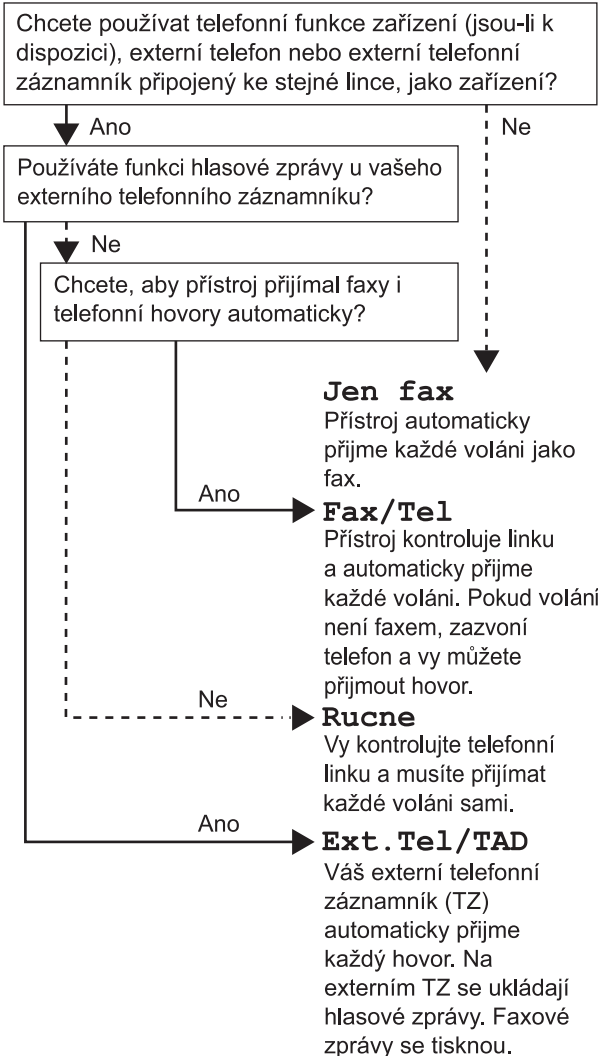 Chcete používat telefonní funkce zařízení (jsou-li k
dispozici), externí telefon nebo externí telefonní
záznamník připojený ke stejné lince, jako zařízení?
Ano
Ne
Používáte funkci hlasové zprávy u vašeho
externího telefonního záznamníku?
Ne
Chcete, aby přístroj přijímal faxy i
telefonní hovory automaticky?
Jen fax
Přístroj automaticky
přijme každé voláni jako
fax.
Ano
Fax/Tel
Přístroj kontroluje linku
a automaticky přijme
každé voláni. Pokud volání
není faxem, zazvoní
telefon a vy můžete
přijmout hovor.
Ne
Rucne
Vy kontrolujte telefonní
linku a musíte přijímat
každé voláni sami.
Ano
Ext.Tel/TAD
Váš externí telefonní
záznamník (TZ)
automaticky přijme
každý hovor. Na
externím TZ se ukládají
hlasové zprávy. Faxové
zprávy se tisknou.